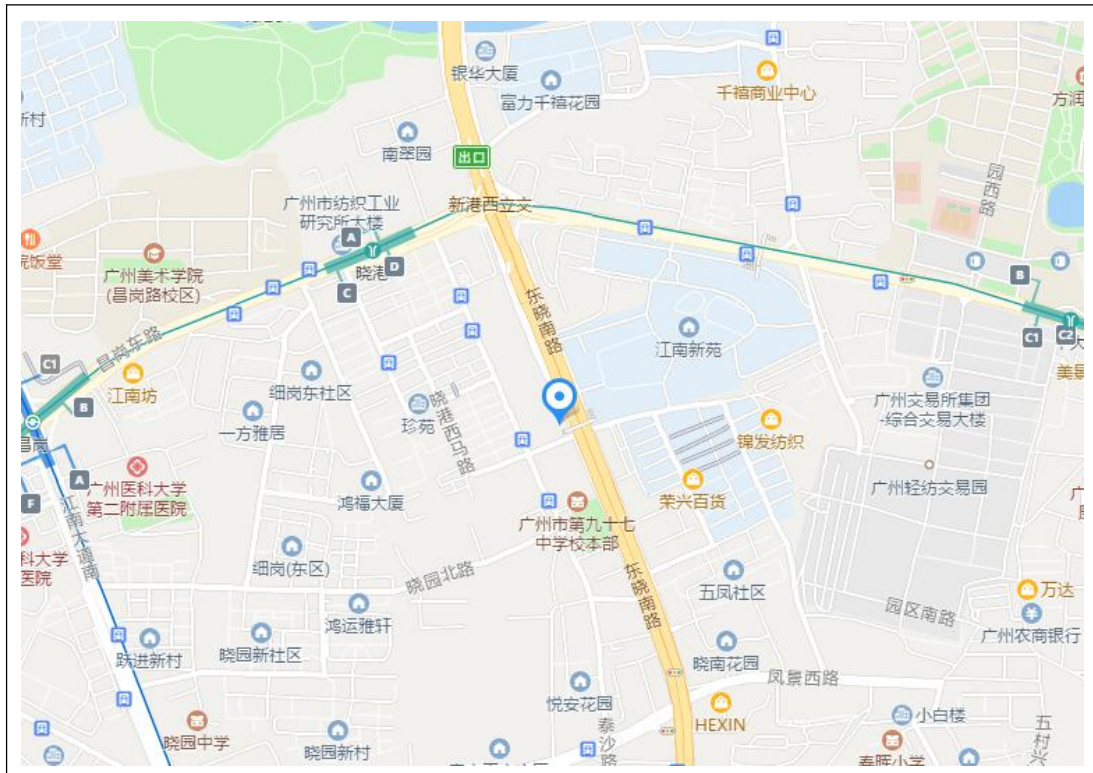 银华大厦
富力千禧花园
千禧商业中心
方润
新村
南翠园
出口
园西路
广州市纺织工业
研究所大楼
新港西立交
A
院饭堂
广州美术学院
(昌岗路校区)
晓港
D
C
B
东晓南路
昌岗东路
江南新苑
C1
C2
C1
美景
江南坊
细岗东社区
B
一方雅居
珍苑
晓港西马路
广州交易所集团
-综合交易大楼
锦发纺织
昌岗
A
广州医科大学
第二附属医院
F
江南大道南
鸿福大厦
荣兴百货
广州轻纺交易园
广州市第九十七
中学校本部
科大学
医院
细岗(东区)
晓园北路
东晓南路
五凤社区
万达
园区南路
广州农商银行
鸿运雅轩
跃进新村
晓园新社区
晓南花园
凤景西路
悦安花园
HEXIN
小白楼
泰沙路
五村兴
晓园中学
晓园新村
春晖小学